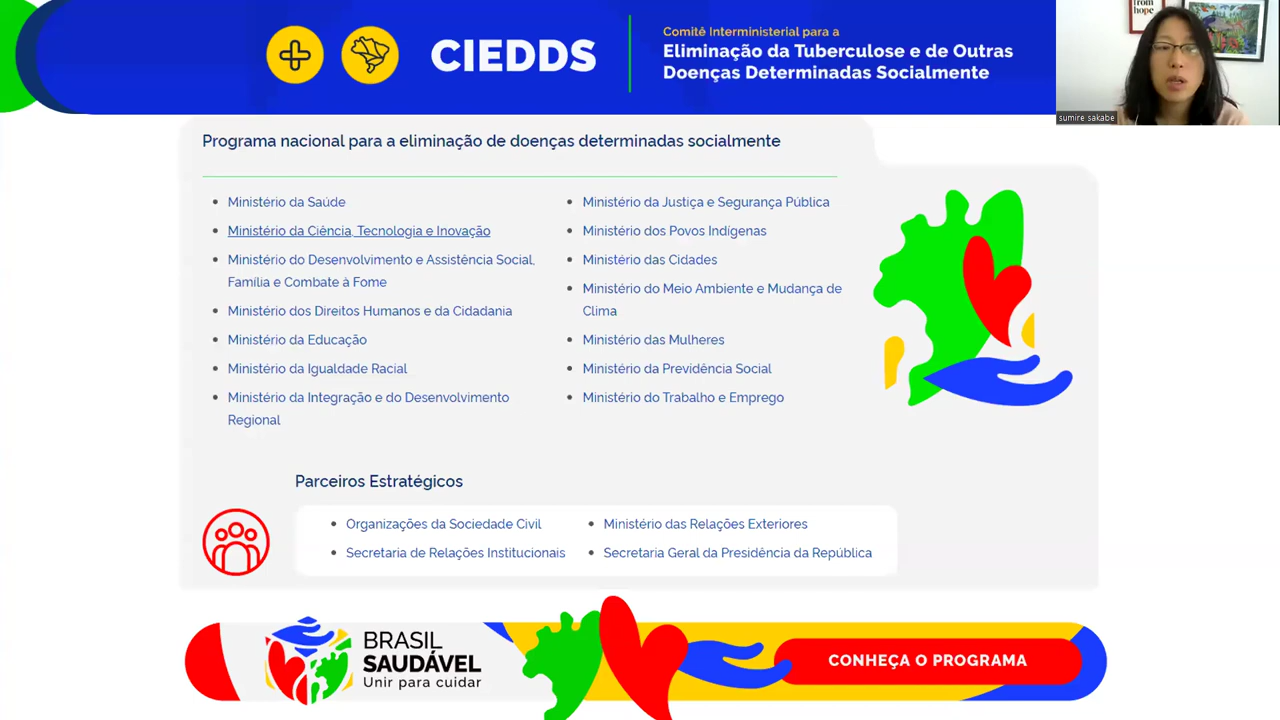 CIEDDS
Comitê Interministerial para a
Eliminação da Tuberculose e de Outras
Doenças Determinadas Socialmente
from
hope
sumire sakabe
Programa nacional para a eliminação de doenças determinadas socialmente
Ministério da Saúde
Ministério da Ciência, Tecnologia e Inovação
Ministério do Desenvolvimento e Assistência Social,
Família e Combate à Fome
Ministério dos Direitos Humanos e da Cidadania
Ministério da Educação
Ministério da Igualdade Racial
Ministério da Integração e do Desenvolvimento
Regional
Ministério da Justiça e Segurança Pública
Ministério dos Povos Indígenas
Ministério das Cidades
Ministério do Meio Ambiente e Mudança de
Clima
Ministério das Mulheres
Ministério da Previdência Social
Ministério do Trabalho e Emprego
Parceiros Estratégicos
Organizações da Sociedade Civil
Secretaria de Relações Institucionais
Ministério das Relações Exteriores
Secretaria Geral da Presidência da República
BRASIL
SAUDÁVEL
Unir para cuidar
CONHEÇA O PROGRAMA